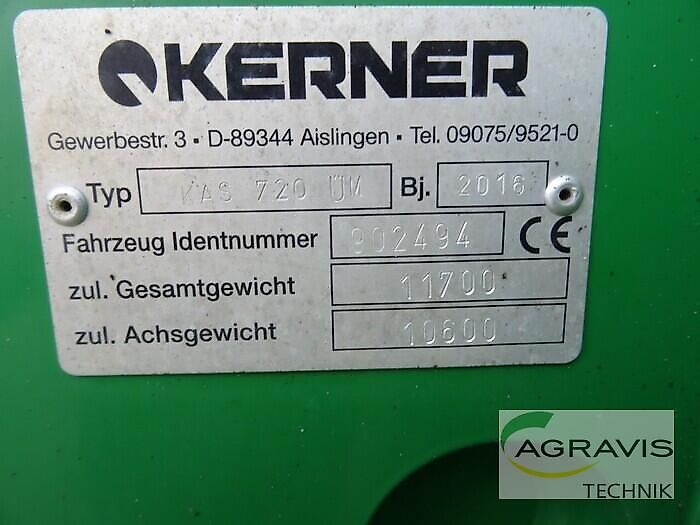 KERNER
Gewerbestr. 3 • D-89344 Aislingen • Tel. 09075/9521-0
Typ KAS 720 ÜM Bj. 2016
Fahrzeug Identnummer 902494 CE
zul. Gesamtgewicht 11700
zul. Achsgewicht 10600
AGRAVIS
TECHNIK